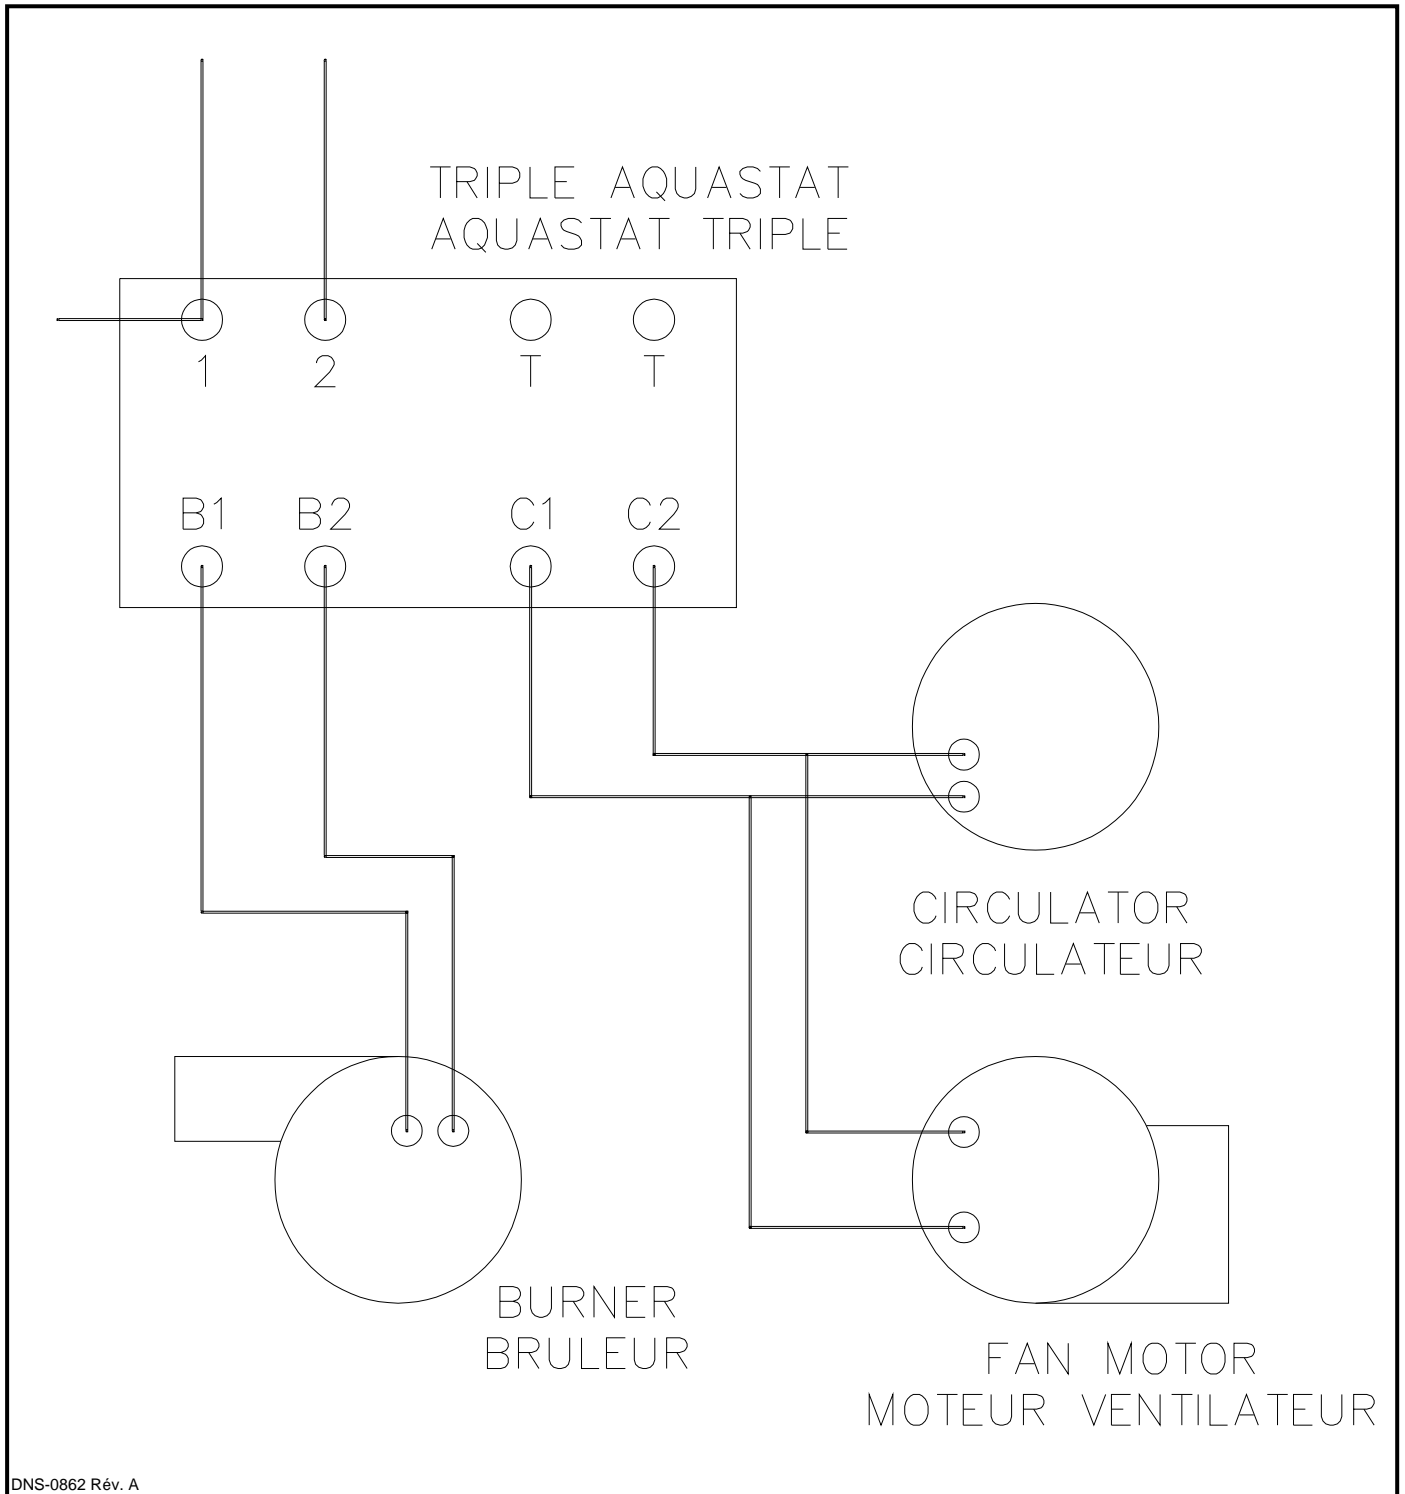 TRIPLE AQUASTAT
AQUASTAT TRIPLE
1 2 T T
B1 B2 C1 C2
CIRCULATOR
CIRCULATEUR
BURNER
BRULEUR
FAN MOTOR
MOTEUR VENTILATEUR
DNS-0862 Rév. A